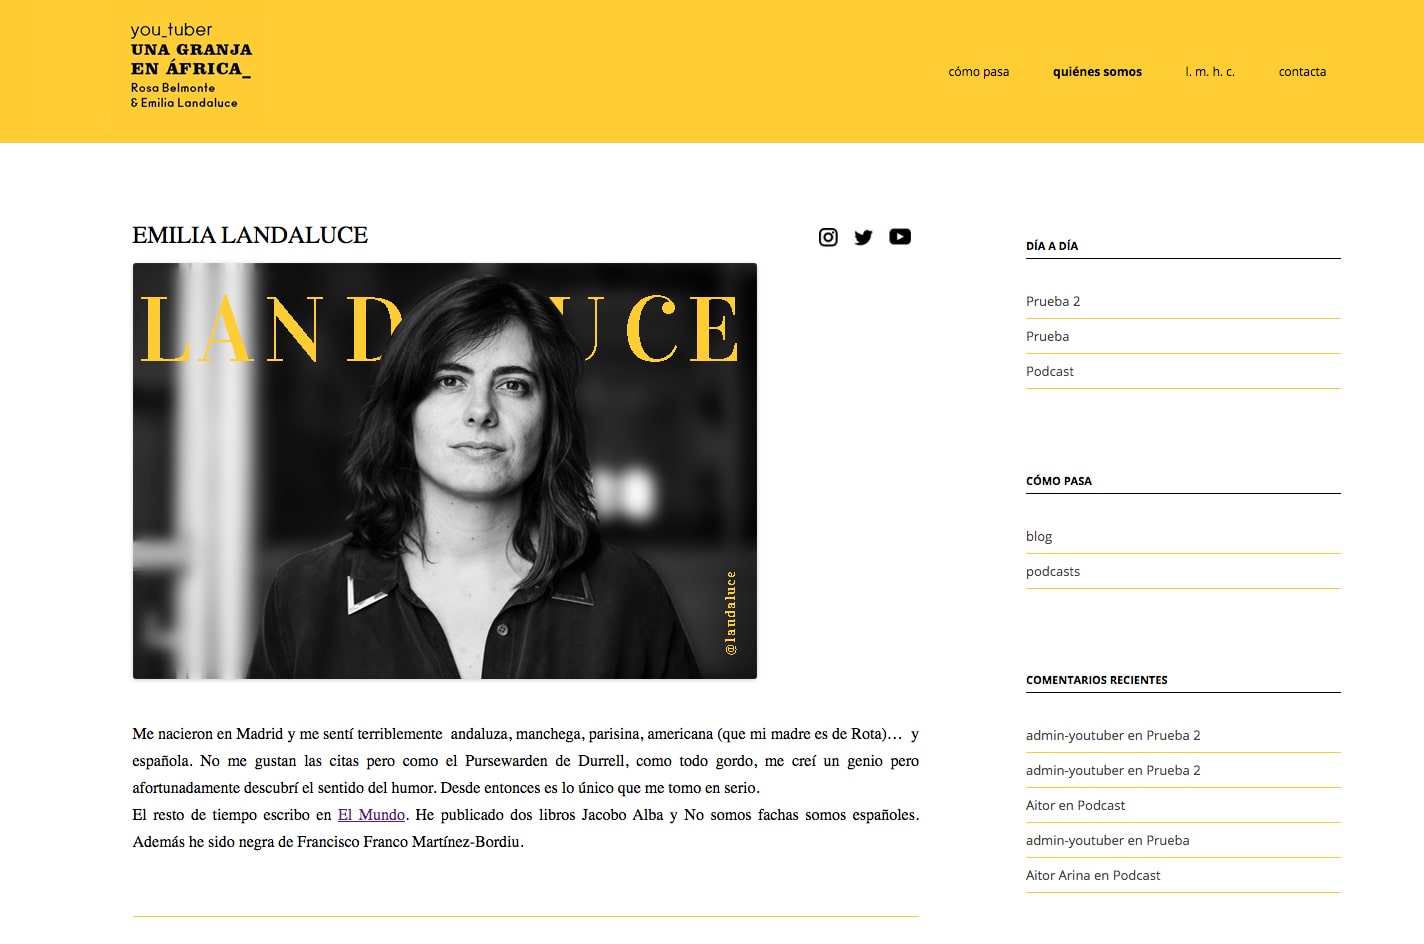 you_tuber
UNA GRANJA
EN ÁFRICA_
Rosa Belmonte
& Emilia Landaluce
cómo pasa quiénes somos l. m. h. c. contacta
EMILIA LANDALUCE
LAND UCE
@landaluce
Me nacieron en Madrid y me sentí terriblemente andaluza, manchega, parisina, americana (que mi madre es de Rota)… y
española. No me gustan las citas pero como el Pursewarden de Durrell, como todo gordo, me creí un genio pero
afortunadamente descubrí el sentido del humor. Desde entonces es lo único que me tomo en serio.
El resto de tiempo escribo en El Mundo. He publicado dos libros Jacobo Alba y No somos fachas somos españoles.
Además he sido negra de Francisco Franco Martínez-Bordiu.
DÍA A DÍA
Prueba 2
Prueba
Podcast
CÓMO PASA
blog
podcasts
COMENTARIOS RECIENTES
admin-youtuber en Prueba 2
admin-youtuber en Prueba 2
Aitor en Podcast
admin-youtuber en Prueba
Aitor Arina en Podcast